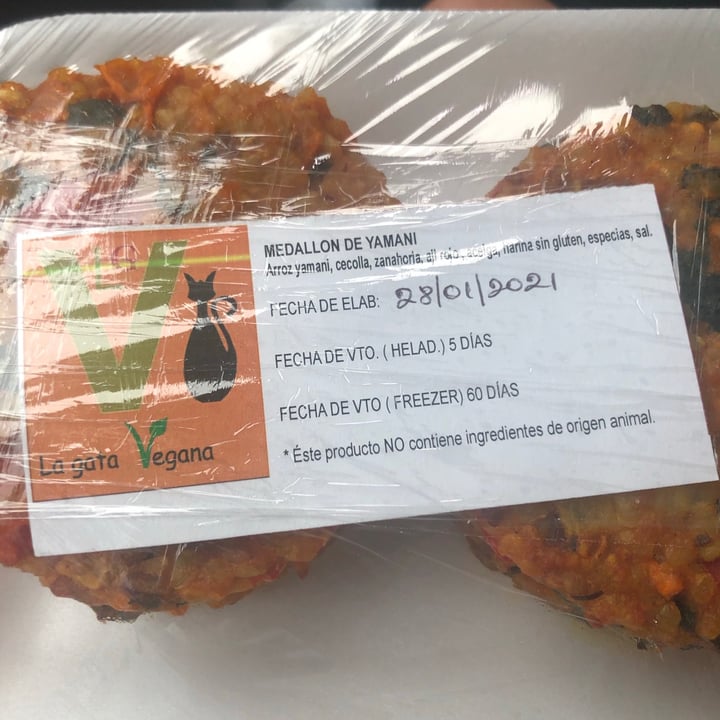 La gata Vegana
MEDALLON DE YAMANI
Arroz yamani, cecolla, zanahoria, aji rojo, acelga, harina sin gluten, especias, sal.
FECHA DE ELAB: 28/01/2021
FECHA DE VTO. ( HELAD.) 5 DÍAS
FECHA DE VTO ( FREEZER) 60 DÍAS
* Éste producto NO contiene ingredientes de origen animal.